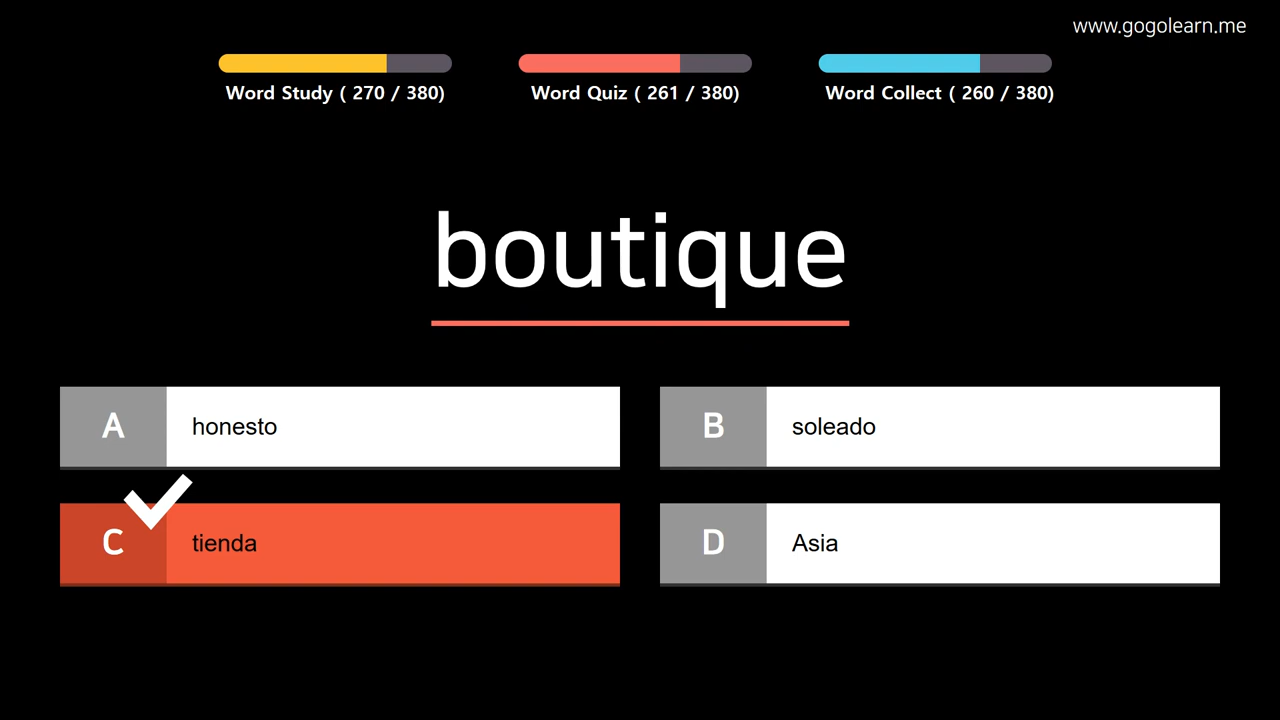 www.gogolearn.me
Word Study ( 270 / 380)
Word Quiz ( 261 / 380)
Word Collect ( 260 / 380)
boutique
A honesto
B soleado
C tienda
D Asia